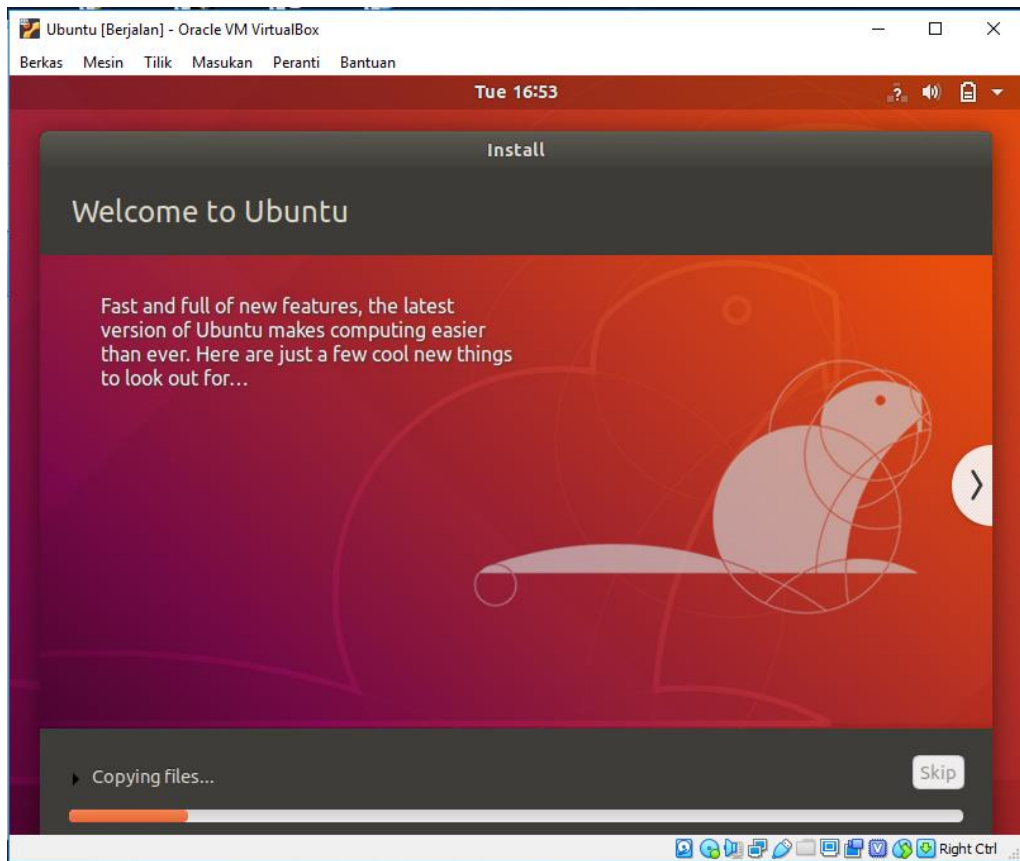 Ubuntu [Berjalan] - Oracle VM VirtualBox
Berkas Mesin Tilik Masukan Peranti Bantuan
Tue 16:53
?
Install
Welcome to Ubuntu
Fast and full of new features, the latest
version of Ubuntu makes computing easier
than ever. Here are just a few cool new things
to look out for...
Copying files...
Skip
Right Ctrl